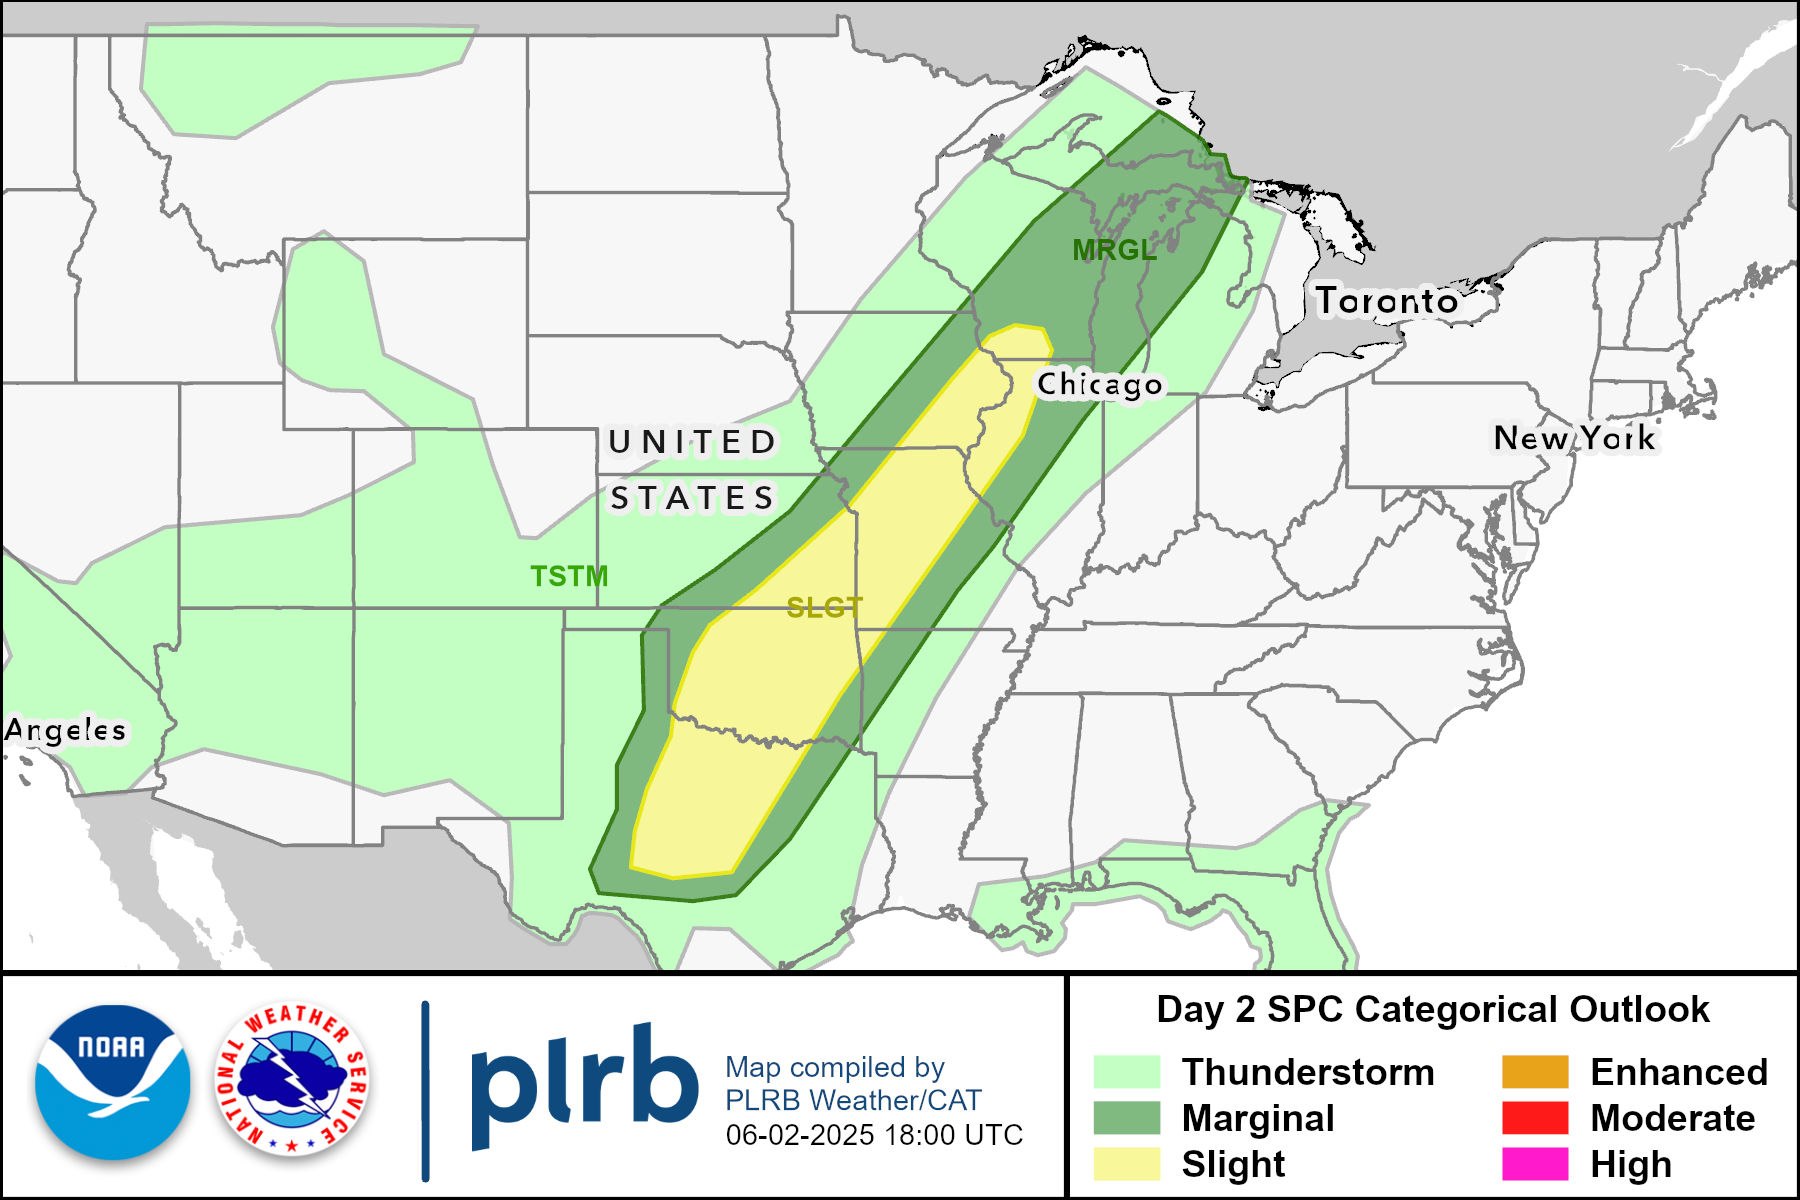 MRGL
Toronto
Chicago
UNITED
New York
STATES
TSTM
SLGT
Angeles
NOAA
NATIONAL WEATHER SERVICE
plrb
Map compiled by
PLRB Weather/CAT
06-02-2025 18:00 UTC
Day 2 SPC Categorical Outlook
Thunderstorm
Enhanced
Marginal
Moderate
Slight
High